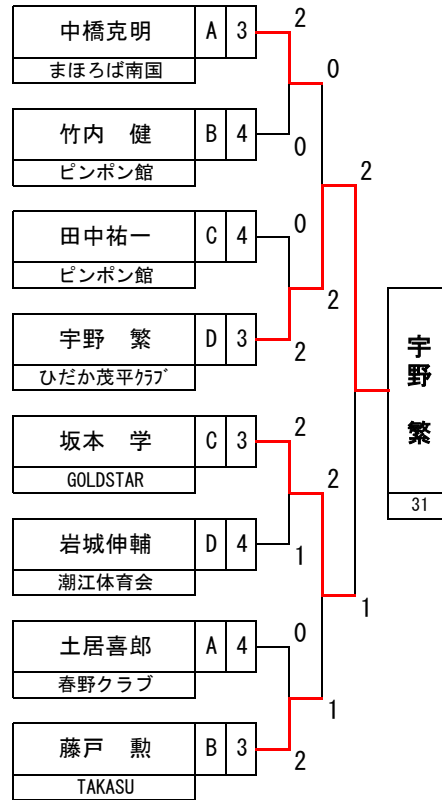 中橋克明 A 3 2
まほろば南国
0
竹内 健 B 4 0
ピンポン館
2
田中祐一 C 4 0
ピンポン館
2
宇野 繁 D 3 2
ひだか茂平ｸﾗﾌﾞ
宇野 繁
31
坂本 学 C 3 2
GOLDSTAR
2
岩城伸輔 D 4 1
潮江体育会
1
土居喜郎 A 4 0
春野クラブ
1
藤戸 勲 B 3 2
TAKASU